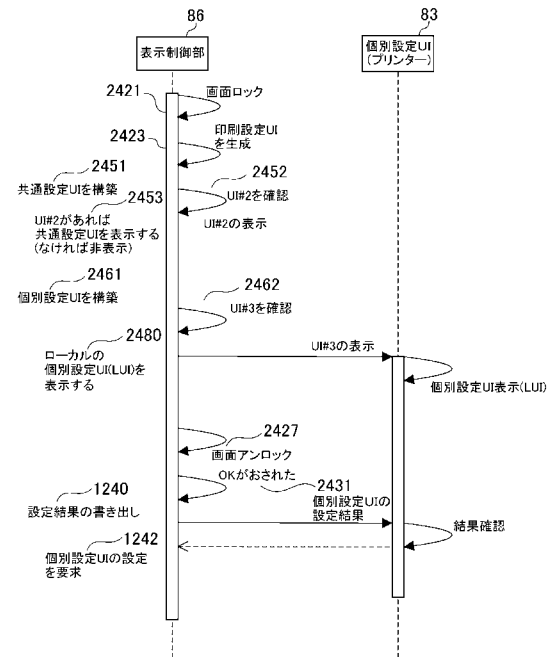 86
表示制御部
83
個別設定UI
(プリンター)
2421
画面ロック
2423
印刷設定UI
を生成
2451
共通設定UIを構築
2452
UI#2を確認
2453
UI#2があれば
共通設定UIを表示する
(なければ非表示)
UI#2の表示
2461
個別設定UIを構築
2462
UI#3を確認
2480
ローカルの
個別設定UI(LUI)を
表示する
UI#3の表示
個別設定UI表示(LUI)
2427
画面アンロック
OKがおされた
1240
設定結果の書き出し
2431
個別設定UIの
設定結果
結果確認
1242
個別設定UIの設定
を要求